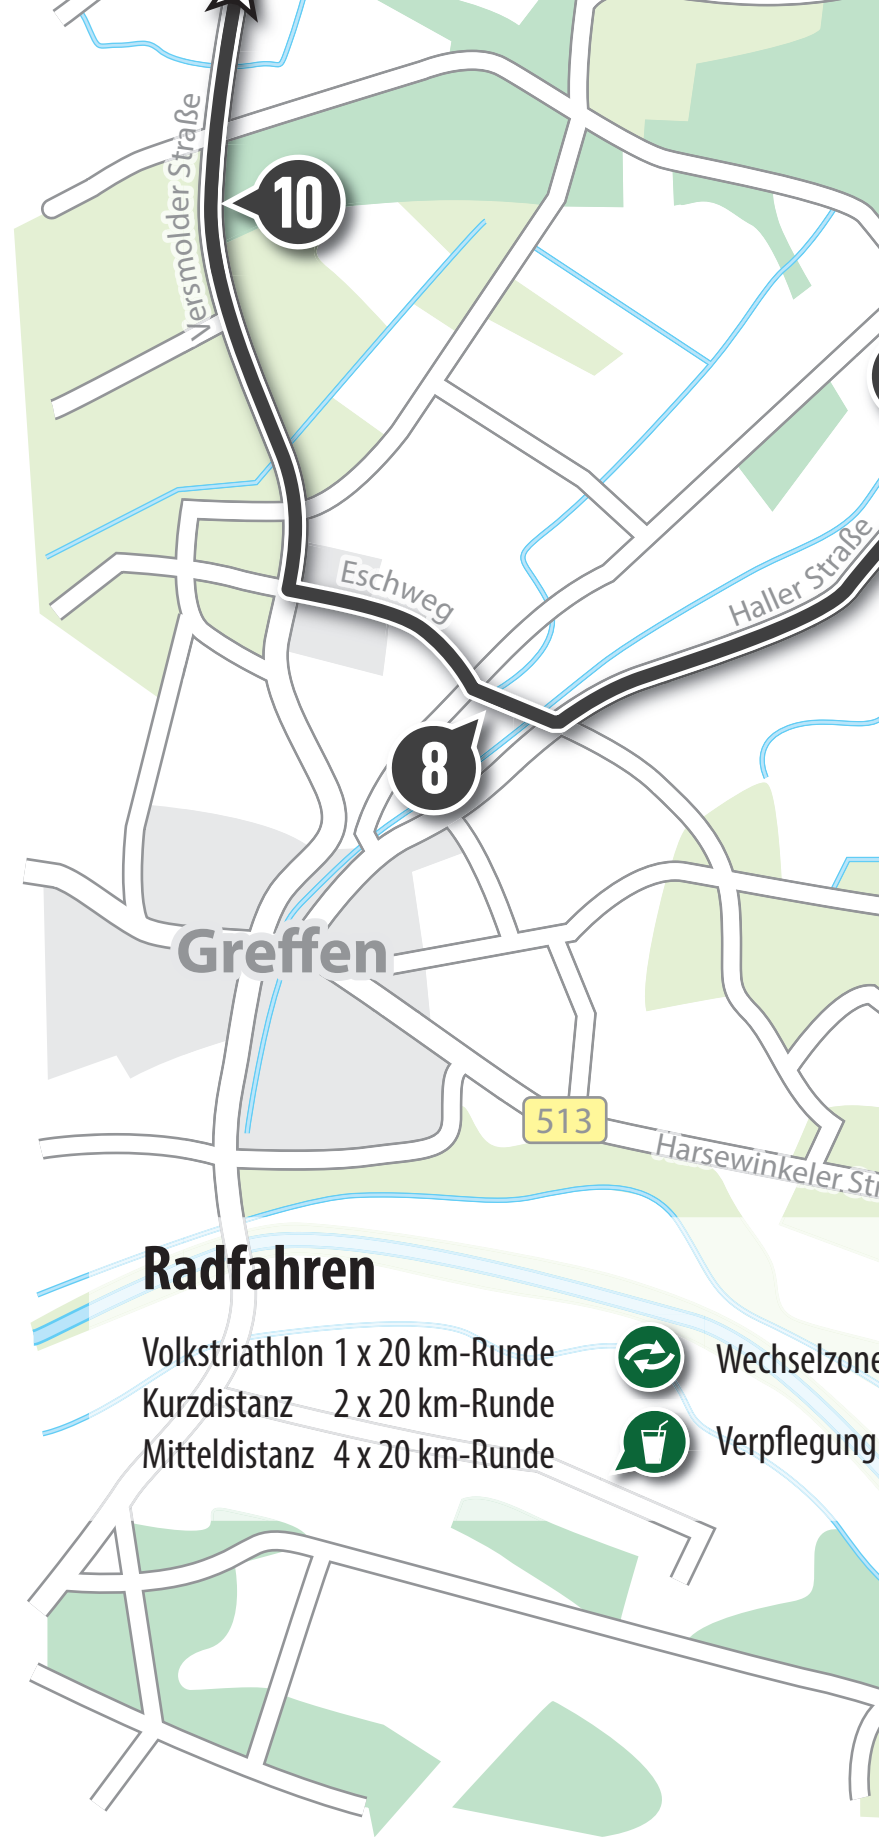 Versmolder Straße
10
Eschweg
Haller Straße
8
Greffen
513
Harsewinkeler Str
Radfahren
Volkstriathlon 1 x 20 km-Runde
Kurzdistanz 2 x 20 km-Runde
Mitteldistanz 4 x 20 km-Runde
Wechselzone
Verpflegung